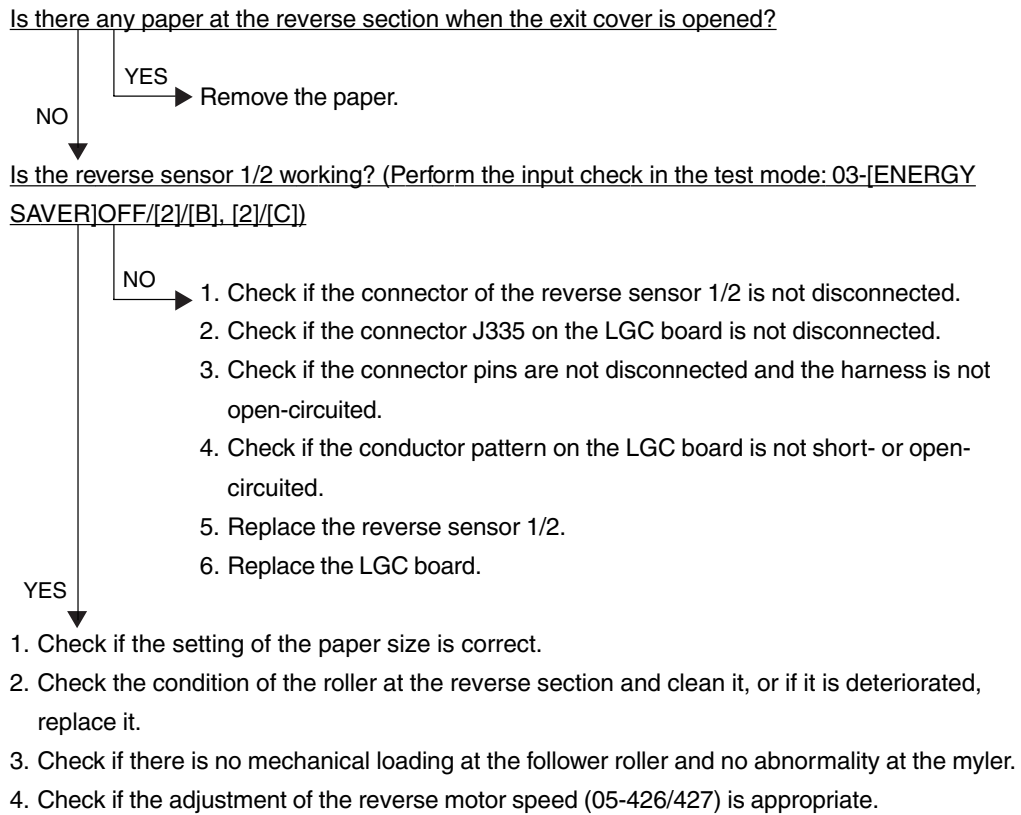 Is there any paper at the reverse section when the exit cover is opened?
YES
Remove the paper.
NO
Is the reverse sensor 1/2 working? (Perform the input check in the test mode: 03-[ENERGY
SAVER]OFF/[2]/[B], [2]/[C])
NO
1. Check if the connector of the reverse sensor 1/2 is not disconnected.
2. Check if the connector J335 on the LGC board is not disconnected.
3. Check if the connector pins are not disconnected and the harness is not
open-circuited.
4. Check if the conductor pattern on the LGC board is not short- or open-
circuited.
5. Replace the reverse sensor 1/2.
6. Replace the LGC board.
YES
1. Check if the setting of the paper size is correct.
2. Check the condition of the roller at the reverse section and clean it, or if it is deteriorated,
replace it.
3. Check if there is no mechanical loading at the follower roller and no abnormality at the myler.
4. Check if the adjustment of the reverse motor speed (05-426/427) is appropriate.